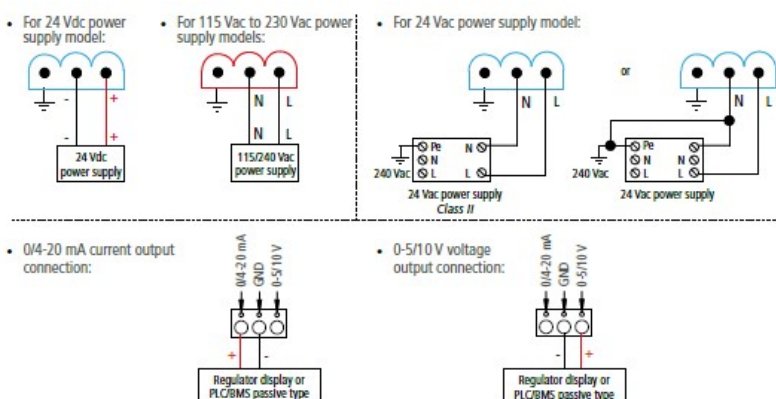 • For 24 Vdc power
supply model:
- +
- +
24 Vdc
power supply
• For 115 Vac to 230 Vac power
supply models:
N L
N L
115/240 Vac
power supply
• For 24 Vac power supply model:
N L
Pe
N
L
N
L
240 Vac
24 Vac power supply
Class II
or
N L
Pe
N
L
N
L
240 Vac
24 Vac power supply
• 0/4-20 mA current output
connection:
0/4-20 mA
GND
0-5/10 V
+ -
Regulator display or
PLC/BMS passive type
• 0-5/10 V voltage
output connection:
0/4-20 mA
GND
0-5/10 V
- +
Regulator display or
PLC/BMS passive type